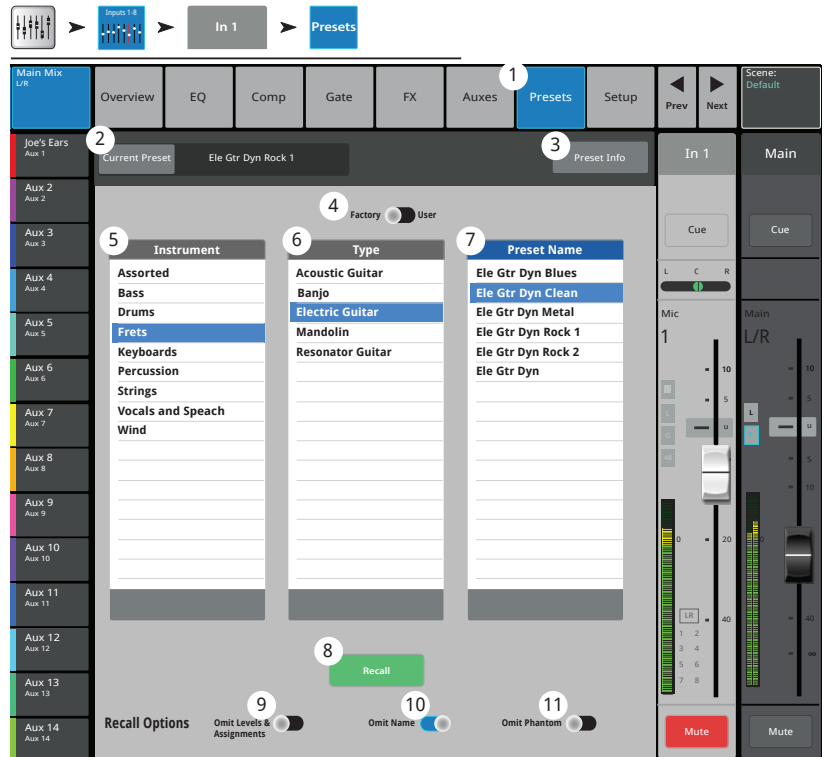 Inputs 1-8
In 1
Presets
Main Mix
L/R
Overview
EQ
Comp
Gate
FX
Auxes
1
Presets
Setup
Prev
Next
Scene:
Default
Joe's Ears
Aux 1
Aux 2
Aux 2
Aux 3
Aux 3
Aux 4
Aux 4
Aux 5
Aux 5
Aux 6
Aux 6
Aux 7
Aux 7
Aux 8
Aux 8
Aux 9
Aux 9
Aux 10
Aux 10
Aux 11
Aux 11
Aux 12
Aux 12
Aux 13
Aux 13
Aux 14
Aux 14
2
Current Preset
Ele Gtr Dyn Rock 1
3
Preset Info
4
Factory
User
5
Instrument
Assorted
Bass
Drums
Frets
Keyboards
Percussion
Strings
Vocals and Speach
Wind
6
Type
Acoustic Guitar
Banjo
Electric Guitar
Mandolin
Resonator Guitar
7
Preset Name
Ele Gtr Dyn Blues
Ele Gtr Dyn Clean
Ele Gtr Dyn Metal
Ele Gtr Dyn Rock 1
Ele Gtr Dyn Rock 2
Ele Gtr Dyn
8
Recall
Recall Options
9
Omit Levels &
Assignments
10
Omit Name
11
Omit Phantom
In 1
Cue
L C R
Mic
1
10
5
L
U
G
48
0
20
LR
40
1 2
3 4
5 6
7 8
Mute
Main
Cue
Main
L/R
10
5
L
U
5
10
20
40
∞
Mute